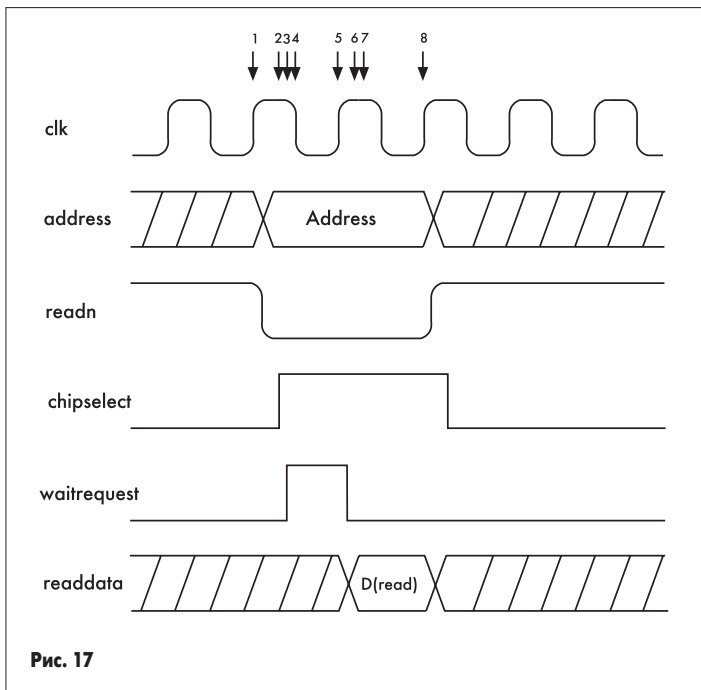 1 2 3 4 5 6 7 8
clk
address Address
readn
chipselect
waitrequest
readdata D(read)
Рис. 17